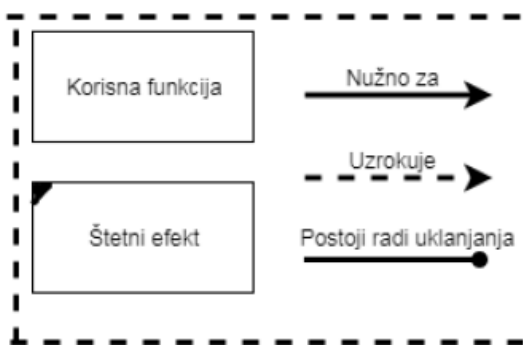 Korisna funkcija
Nužno za
Uzrokuje
Štetni efekt
Postoji radi uklanjanja